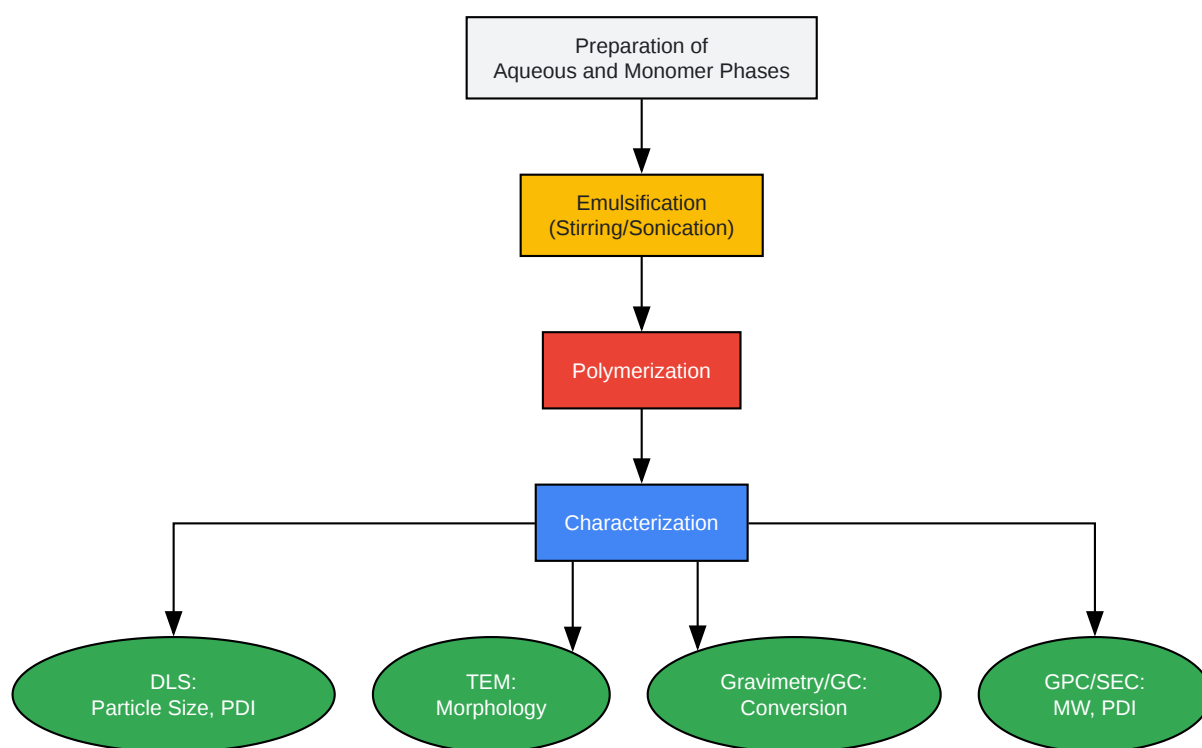 Preparation of
Aqueous and Monomer Phases
Emulsification
(Stirring/Sonication)
Polymerization
Characterization
DLS:
Particle Size, PDI
TEM:
Morphology
Gravimetry/GC:
Conversion
GPC/SEC:
MW, PDI